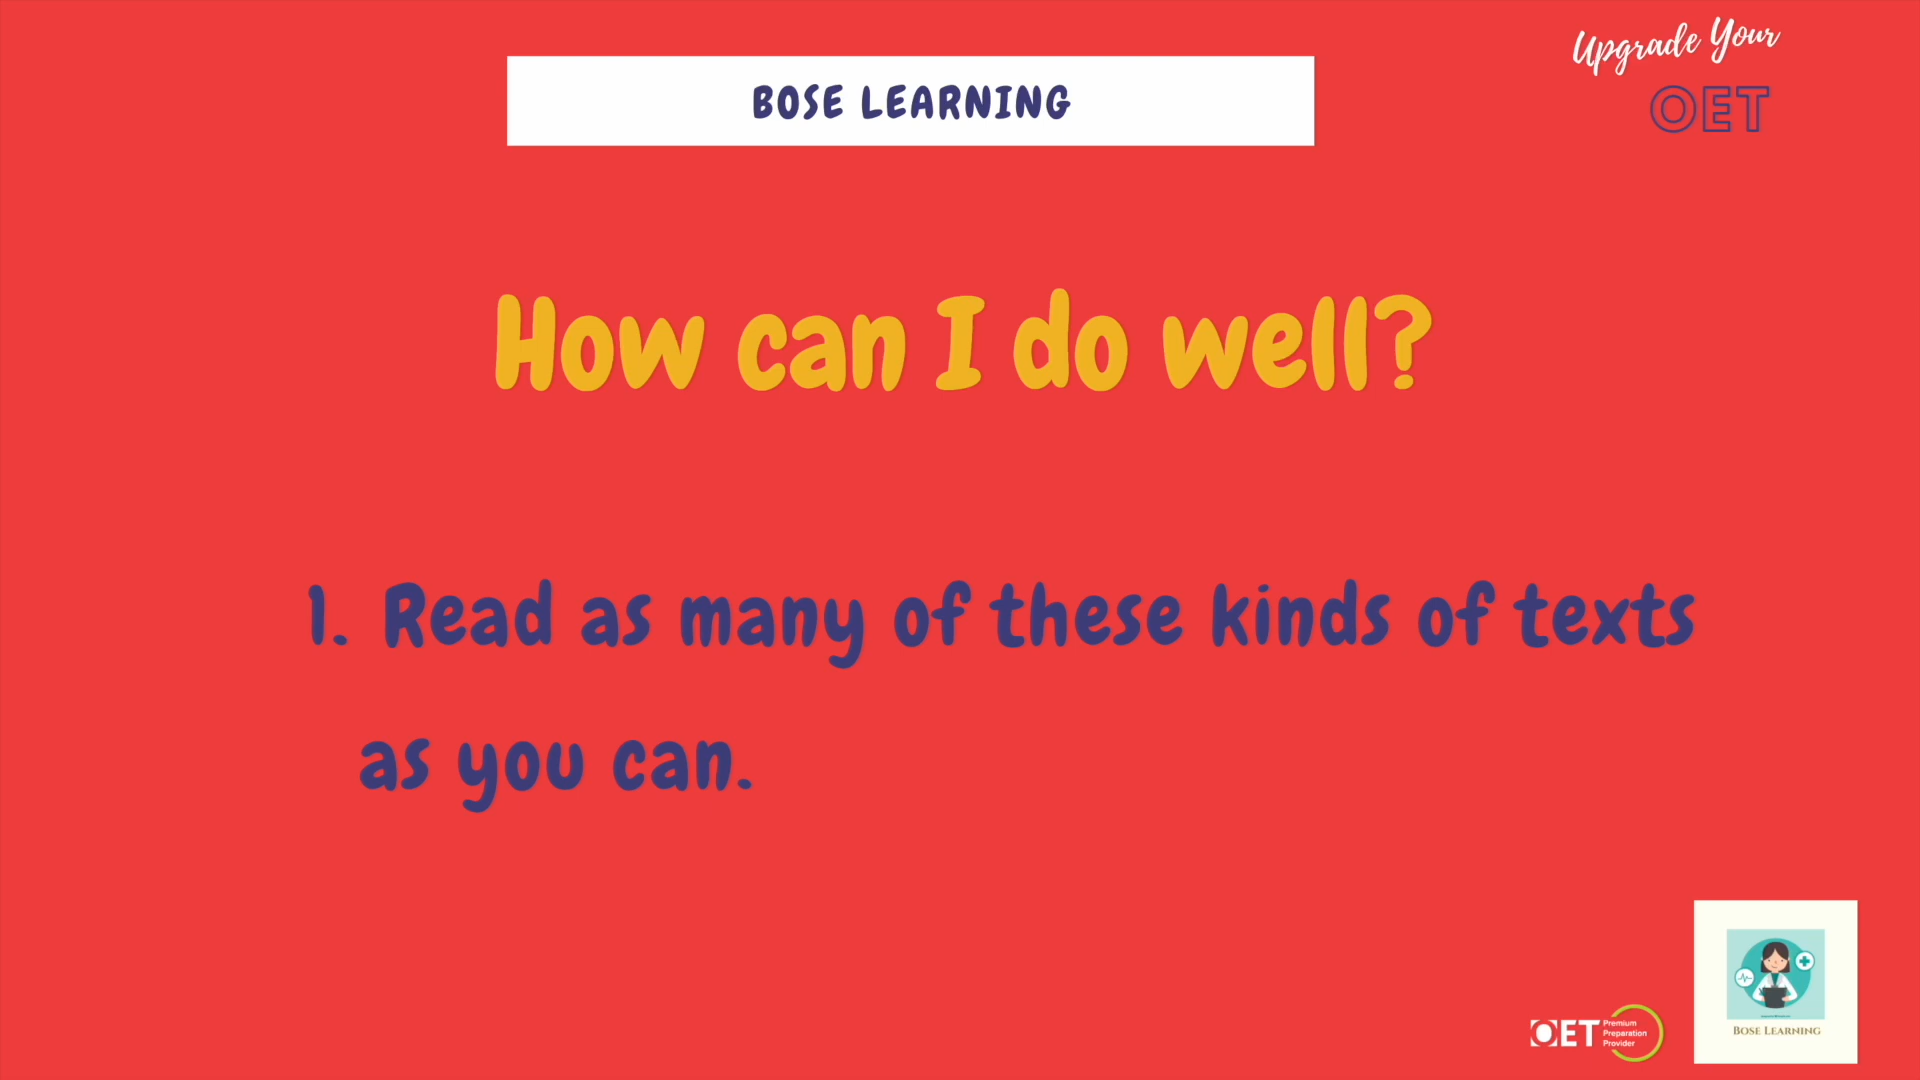 Upgrade Your
OET
BOSE LEARNING
How can I do well?
1. Read as many of these kinds of texts
as you can.
OET Premium
Preparation
Provider
BOSE LEARNING